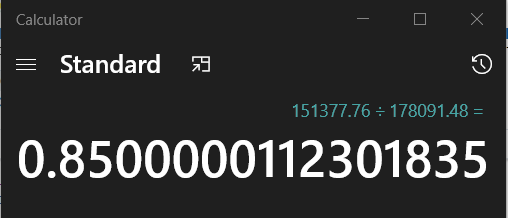 Calculator
Standard
151377.76 ÷ 178091.48 =
0.8500000112301835